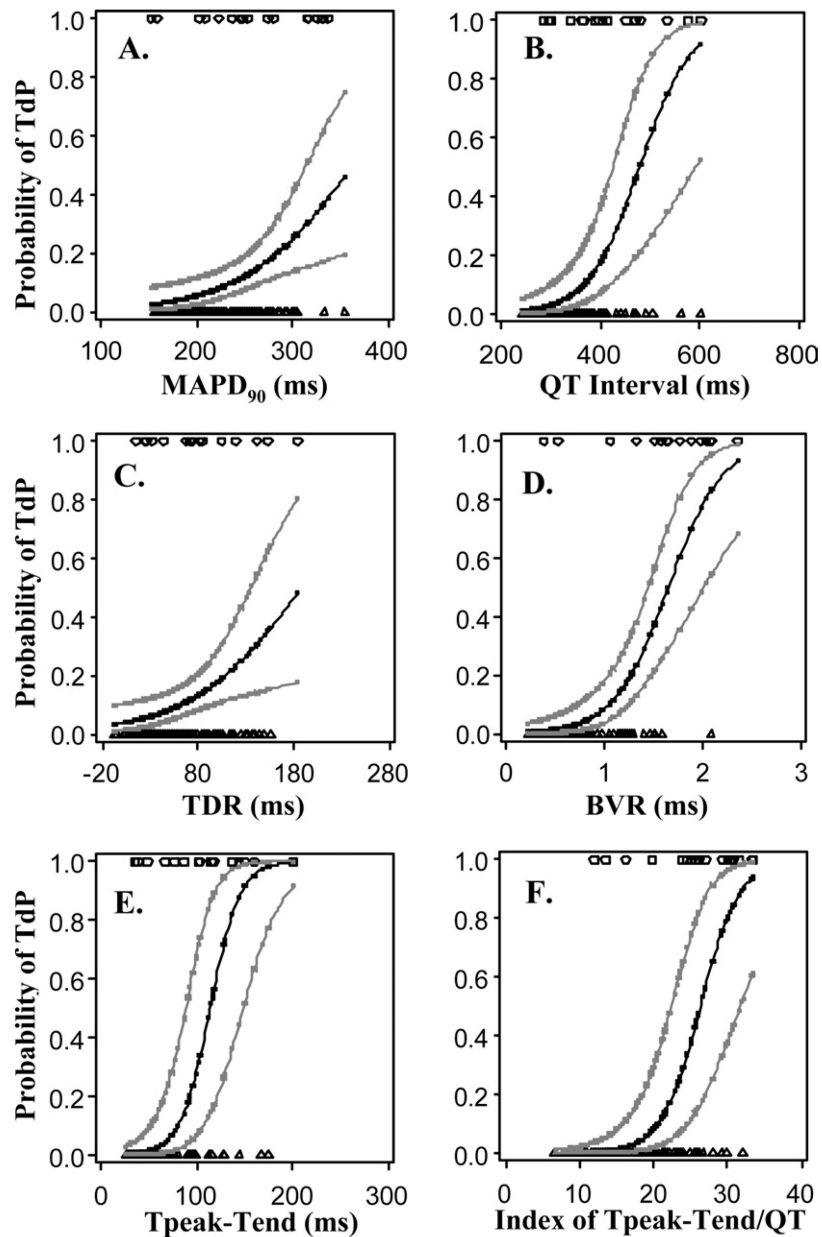 A.
Probability of TdP
1.0
0.8
0.6
0.4
0.2
0.0
100 200 300 400
MAPD90 (ms)
B.
1.0
0.8
0.6
0.4
0.2
0.0
200 400 600 800
QT Interval (ms)
C.
Probability of TdP
1.0
0.8
0.6
0.4
0.2
0.0
-20 80 180 280
TDR (ms)
D.
1.0
0.8
0.6
0.4
0.2
0.0
0 1 2 3
BVR (ms)
E.
Probability of TdP
1.0
0.8
0.6
0.4
0.2
0.0
0 100 200 300
Tpeak-Tend (ms)
F.
1.0
0.8
0.6
0.4
0.2
0.0
0 10 20 30 40
Index of Tpeak-Tend/QT